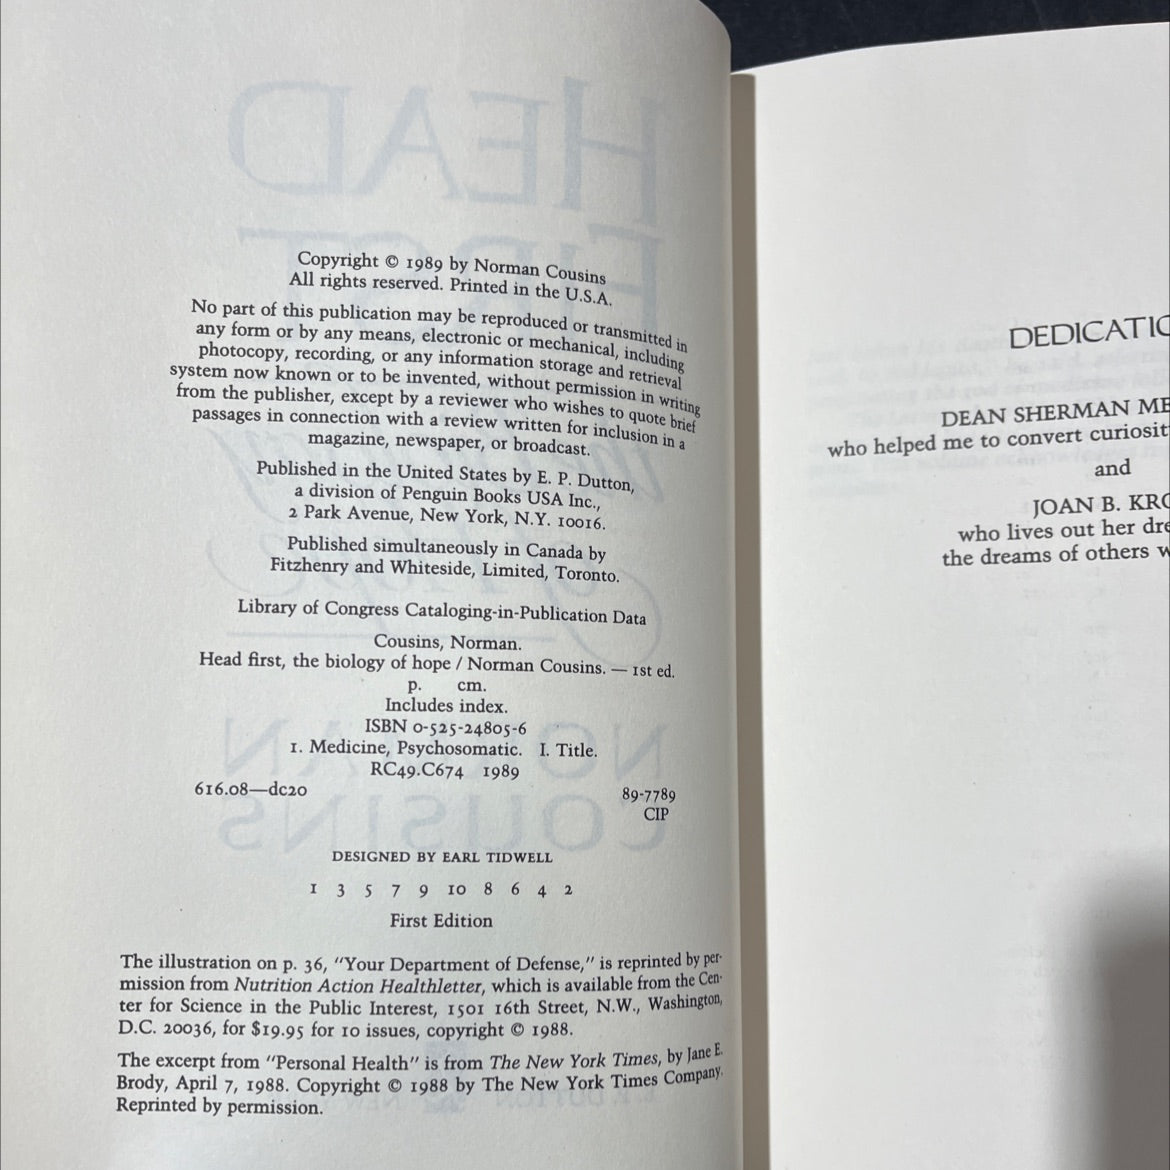 Copyright © 1989 by Norman Cousins
All rights reserved. Printed in the U.S.A.
No part of this publication may be reproduced or transmitted in
any form or by any means, electronic or mechanical, including
photocopy, recording, or any information storage and retrieval
system now known or to be invented, without permission in writing
from the publisher, except by a reviewer who wishes to quote brief
passages in connection with a review written for inclusion in a
magazine, newspaper, or broadcast.
Published in the United States by E. P. Dutton,
a division of Penguin Books USA Inc.,
2 Park Avenue, New York, N.Y. 10016.
Published simultaneously in Canada by
Fitzhenry and Whiteside, Limited, Toronto.
Library of Congress Cataloging-in-Publication Data
Cousins, Norman.
Head first, the biology of hope / Norman Cousins. — 1st ed.
p. cm.
Includes index.
ISBN 0-525-24805-6
1. Medicine, Psychosomatic. I. Title.
RC49.C674 1989
616.08—dc20 89-7789
CIP
DESIGNED BY EARL TIDWELL
1 3 5 7 9 10 8 6 4 2
First Edition
The illustration on p. 36, "Your Department of Defense," is reprinted by per-
mission from Nutrition Action Healthletter, which is available from the Cen-
ter for Science in the Public Interest, 1501 16th Street, N.W., Washington,
D.C. 20036, for $19.95 for 10 issues, copyright © 1988.
The excerpt from "Personal Health" is from The New York Times, by Jane E.
Brody, April 7, 1988. Copyright © 1988 by The New York Times Company.
Reprinted by permission.
DEDICATIO
DEAN SHERMAN ME
who helped me to convert curiosit
and
JOAN B. KRO
who lives out her dre
the dreams of others w